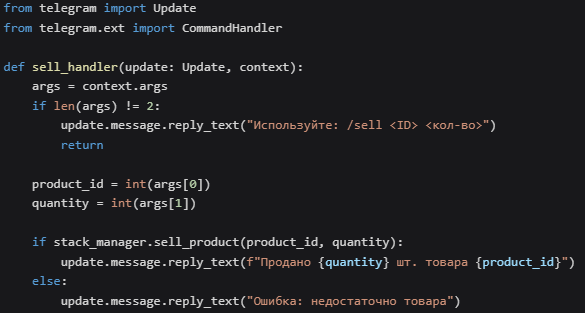 from telegram import Update
from telegram.ext import CommandHandler

def sell_handler(update: Update, context):
    args = context.args
    if len(args) != 2:
        update.message.reply_text("Используйте: /sell <ID> <кол-во>")
        return

    product_id = int(args[0])
    quantity = int(args[1])

    if stack_manager.sell_product(product_id, quantity):
        update.message.reply_text(f"Продано {quantity} шт. товара {product_id}")
    else:
        update.message.reply_text("Ошибка: недостаточно товара")